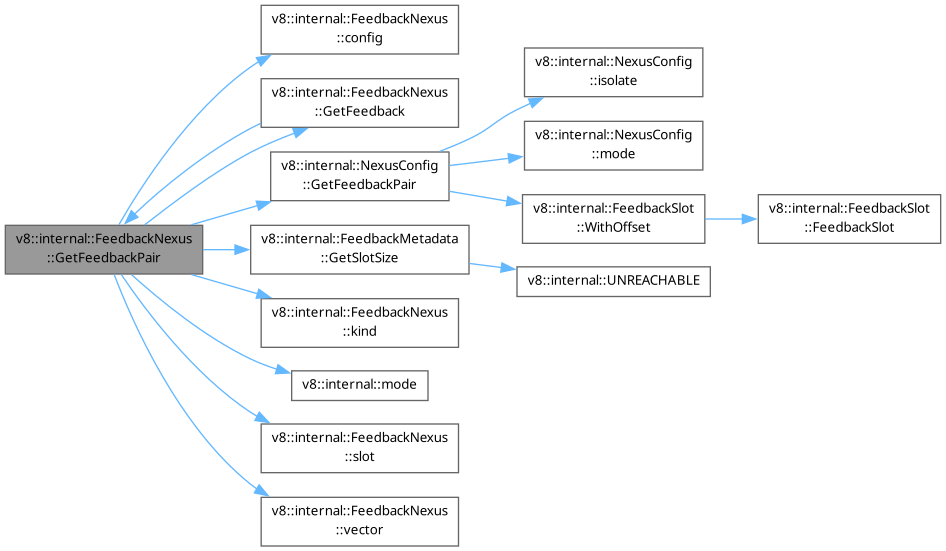 v8::internal::FeedbackNexus
::GetFeedbackPair
v8::internal::FeedbackNexus
::config
v8::internal::FeedbackNexus
::GetFeedback
v8::internal::NexusConfig
::GetFeedbackPair
v8::internal::NexusConfig
::isolate
v8::internal::NexusConfig
::mode
v8::internal::FeedbackSlot
::WithOffset
v8::internal::FeedbackSlot
::FeedbackSlot
v8::internal::FeedbackMetadata
::GetSlotSize
v8::internal::UNREACHABLE
v8::internal::FeedbackNexus
::kind
v8::internal::mode
v8::internal::FeedbackNexus
::slot
v8::internal::FeedbackNexus
::vector